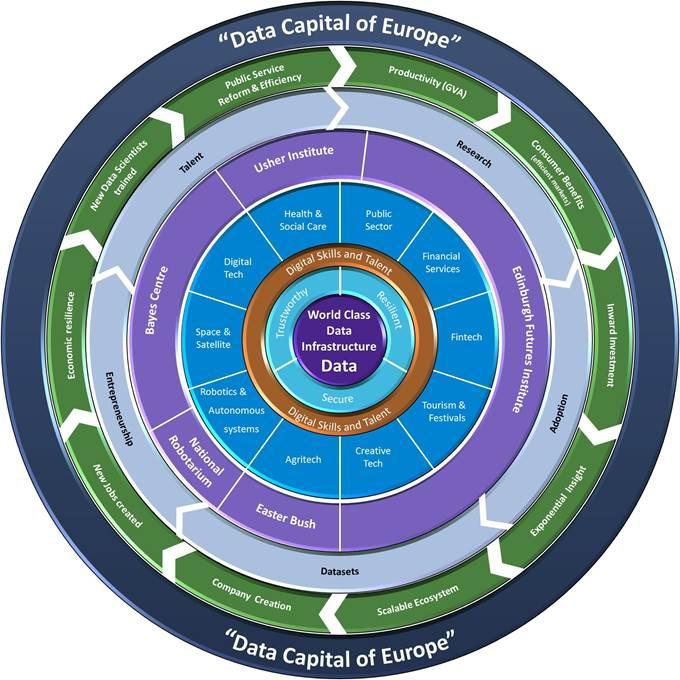 "Data Capital of Europe"
Public Service
Reform & Efficiency
Productivity (GVA)
Consumer Benefits
(efficient markets)
Inward Investment
Exponential Insight
Scalable Ecosystem
Company Creation
New Jobs created
Economic resilience
New Data Scientists
trained
Talent
Research
Adoption
Datasets
Entrepreneurship
Usher Institute
Edinburgh Futures Institute
Easter Bush
National
Robotarium
Bayes Centre
Health &
Social Care
Public
Sector
Financial
Services
Fintech
Tourism &
Festivals
Creative
Tech
Agritech
Robotics &
Autonomous
systems
Space &
Satellite
Digital
Tech
Digital Skills and Talent
Trustworthy
Resilient
Secure
World Class
Data
Infrastructure
Data
Digital Skills and Talent
"Data Capital of Europe"